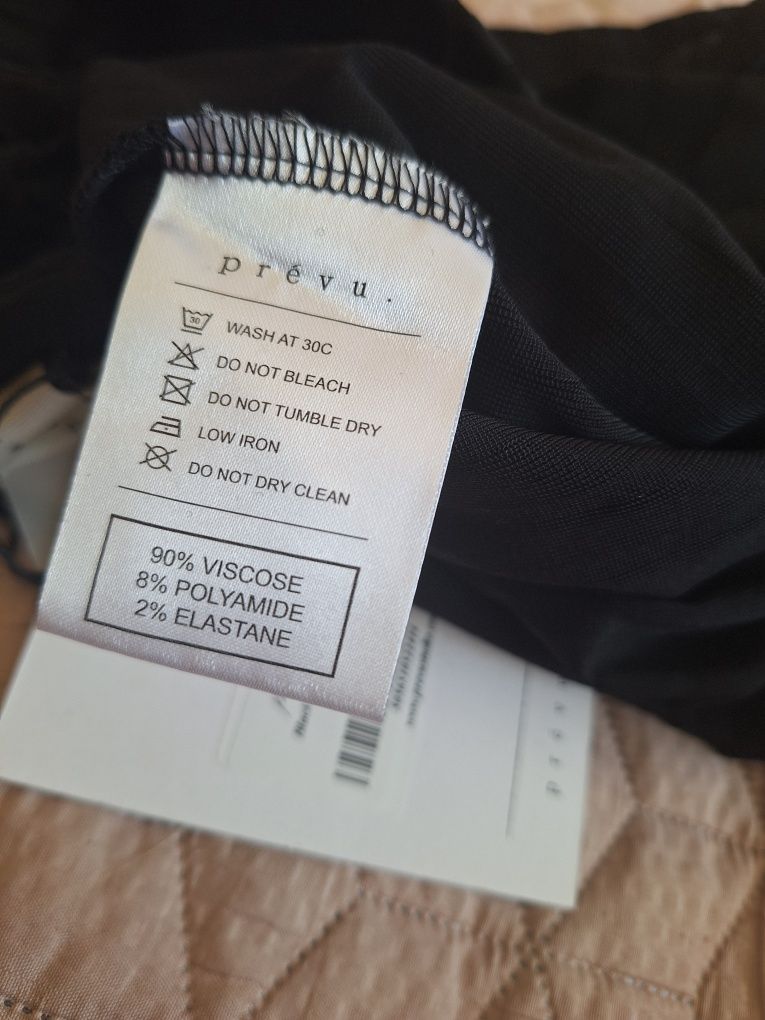 prévu.
30
WASH AT 30C
DO NOT BLEACH
DO NOT TUMBLE DRY
LOW IRON
DO NOT DRY CLEAN
90% VISCOSE
8% POLYAMIDE
2% ELASTANE